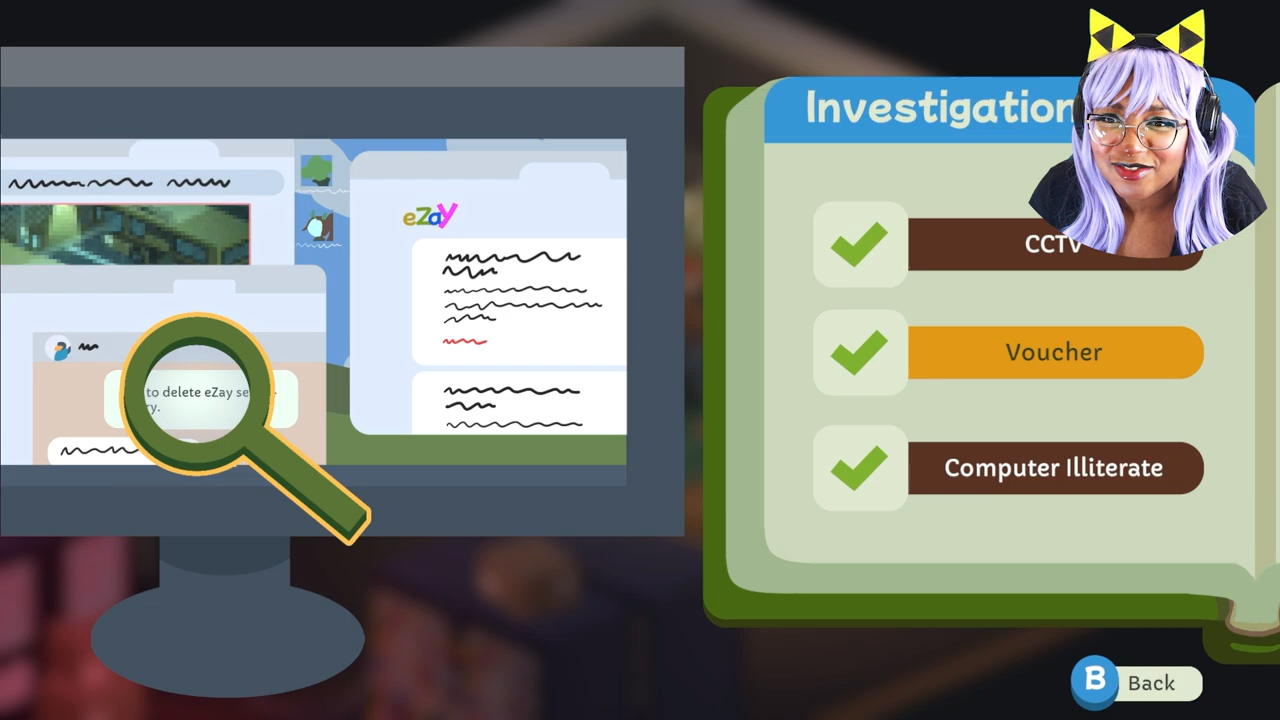 eZay
to delete eZay se
ry.
Investigation
CCTV
Voucher
Computer Illiterate
B Back